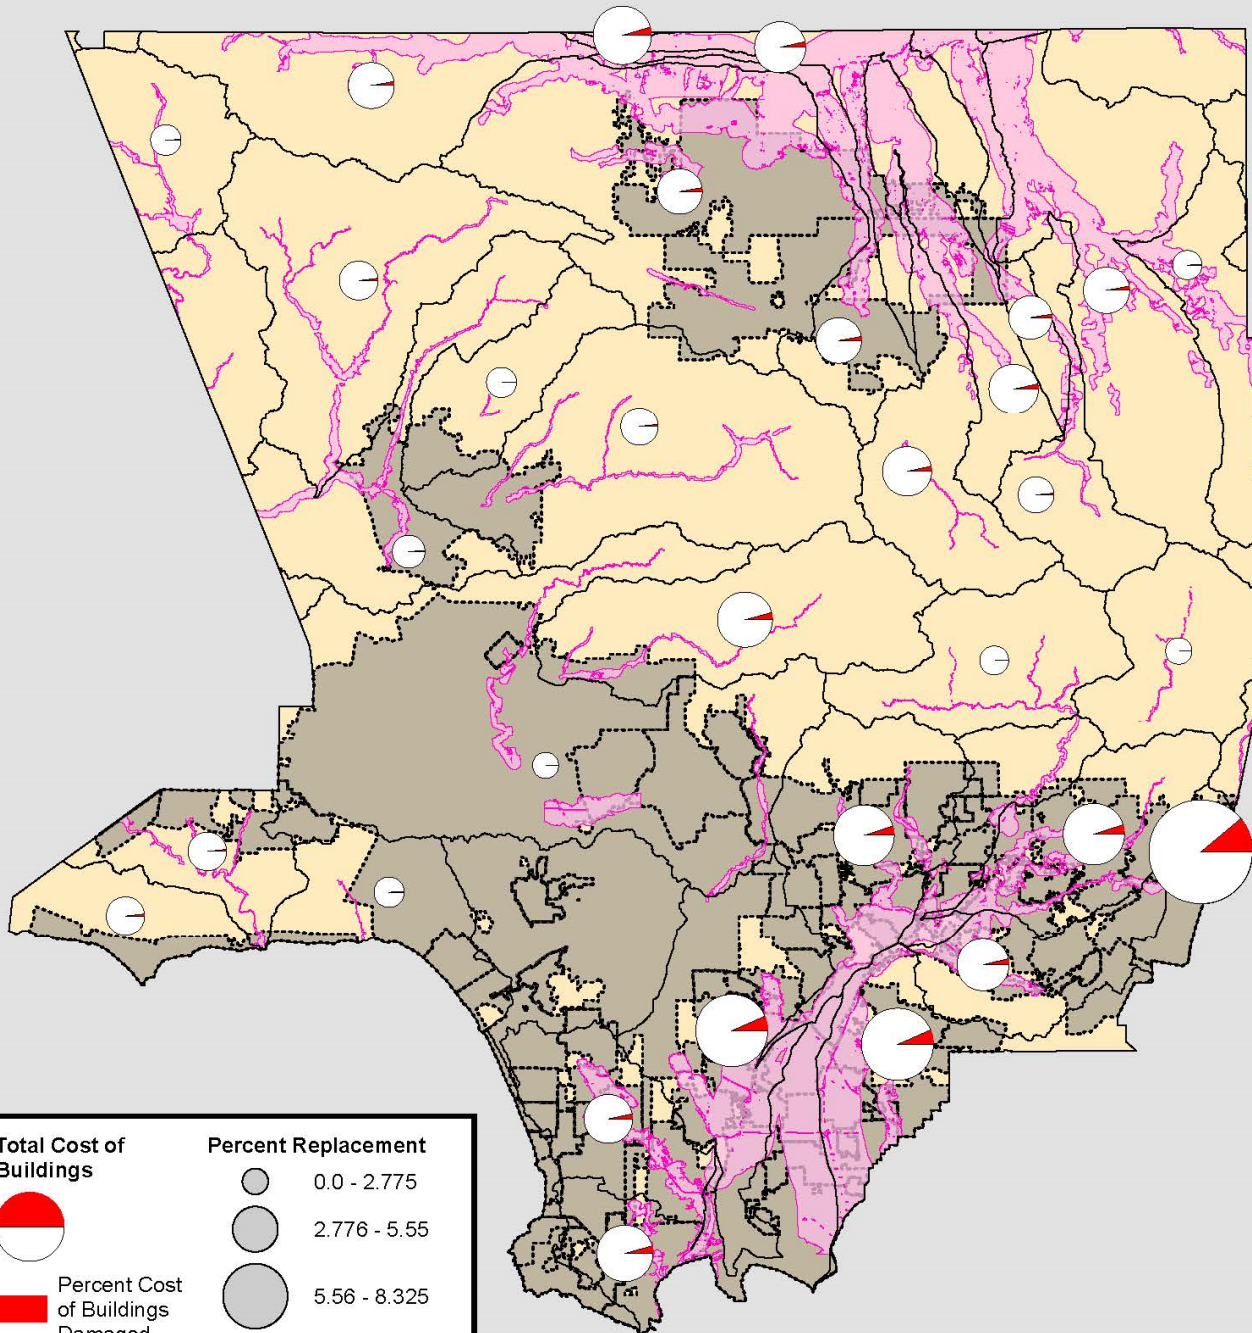 Total Cost of
Buildings
Percent Replacement
0.0 - 2.775
2.776 - 5.55
5.56 - 8.325
Percent Cost
of Buildings
Damaged